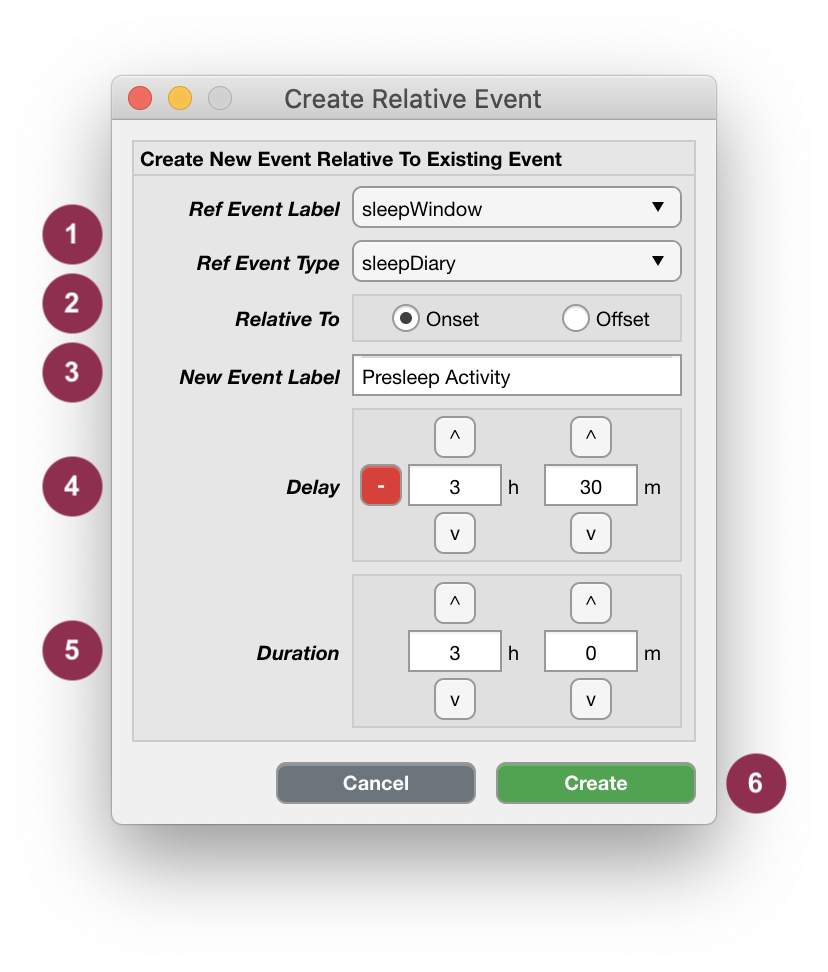 Create Relative Event
Create New Event Relative To Existing Event
1
Ref Event Label sleepWindow ▼
Ref Event Type sleepDiary ▼
2
Relative To Onset Offset
3
New Event Label Presleep Activity
^ ^
4
Delay - 3 h 30 m
v v
^ ^
5
Duration 3 h 0 m
v v
Cancel Create
6